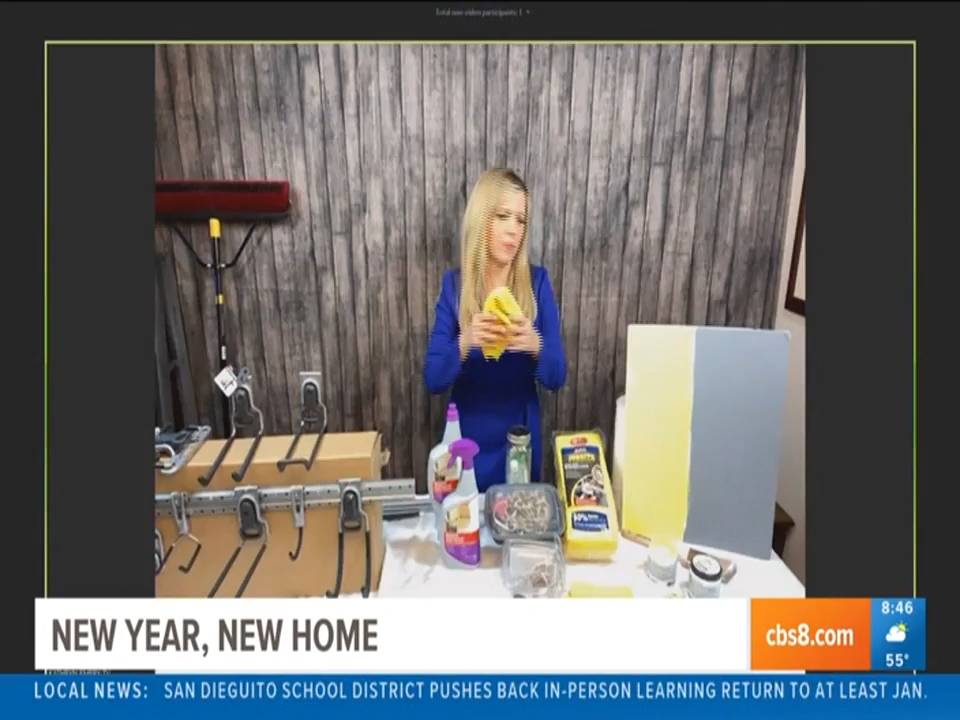 NEW YEAR, NEW HOME
cbs8.com
8:46
55°
LOCAL NEWS: SAN DIEGUITO SCHOOL DISTRICT PUSHES BACK IN-PERSON LEARNING RETURN TO AT LEAST JAN.